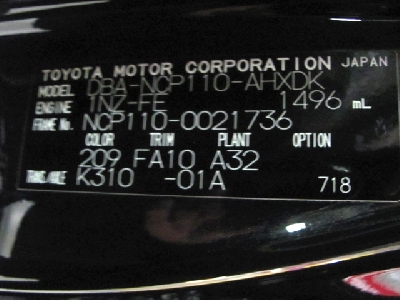 TOYOTA MOTOR CORPORATION JAPAN
MODEL DBA-NCP110-AHXDK
ENGINE 1NZ-FE 1496 mL
FRAME No. NCP110-0021736
COLOR TRIM PLANT OPTION
209 FA10 A32
TRANS.AXLE K310 -01A 718